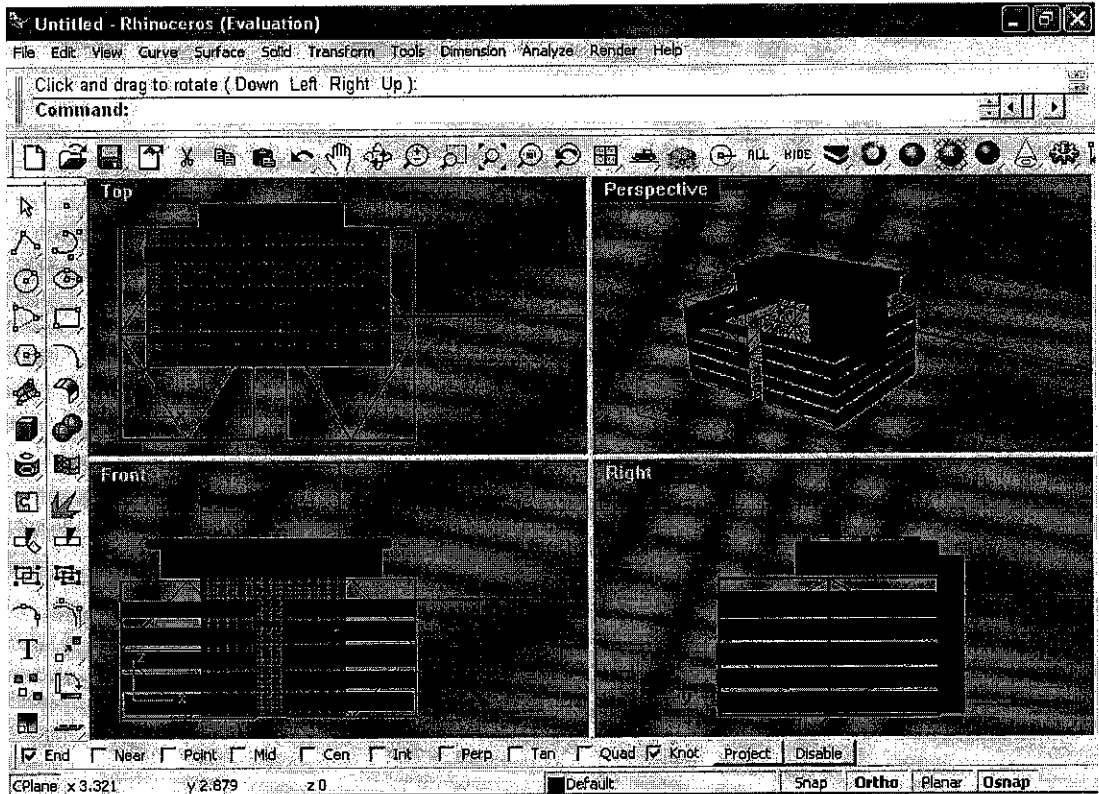 Untitled - Rhinoceros (Evaluation)
File Edit View Curve Surface Solid Transform Tools Dimension Analyze Render Help
Click and drag to rotate ( Down Left Right Up ):
Command:
ALL HIDE
Top
Perspective
Front
Right
z
x
T
End Near Point Mid Cen Int Perp Tan Quad Knot Project Disable
CPlane x 3.321 y 2.879 z 0 Default Snap Ortho Planar Osnap